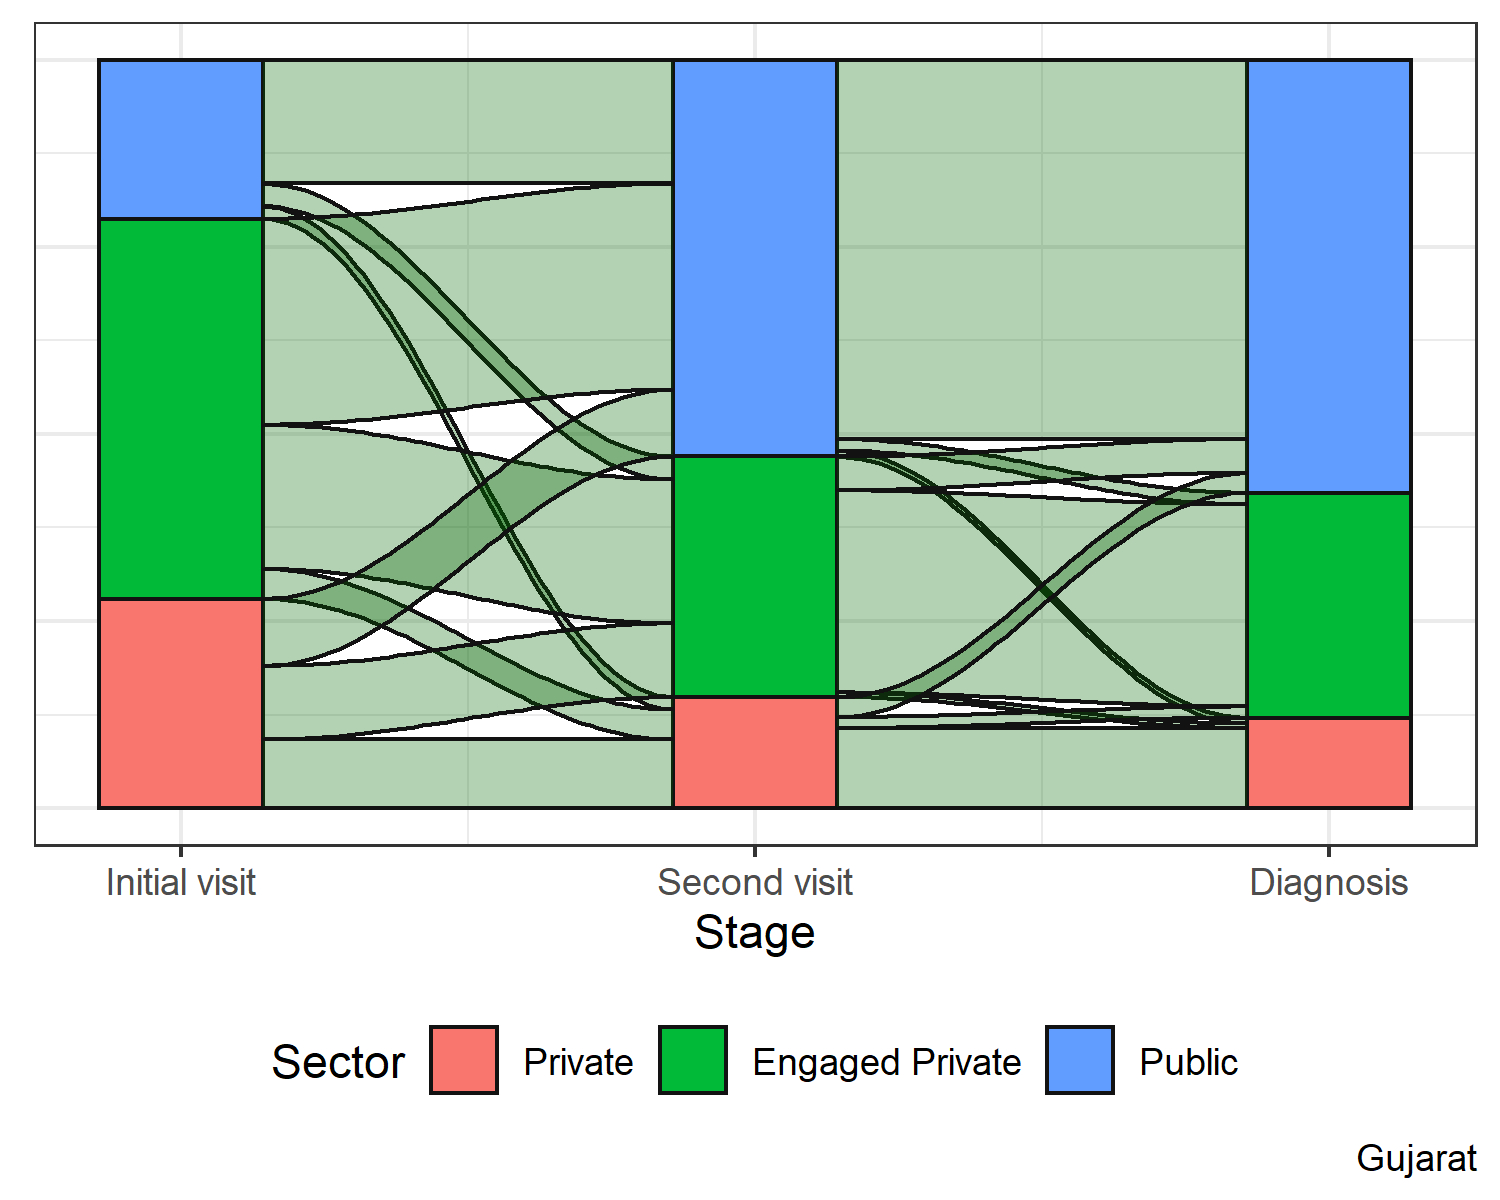 Initial visit Second visit Diagnosis
Stage
Sector Private Engaged Private Public
Gujarat